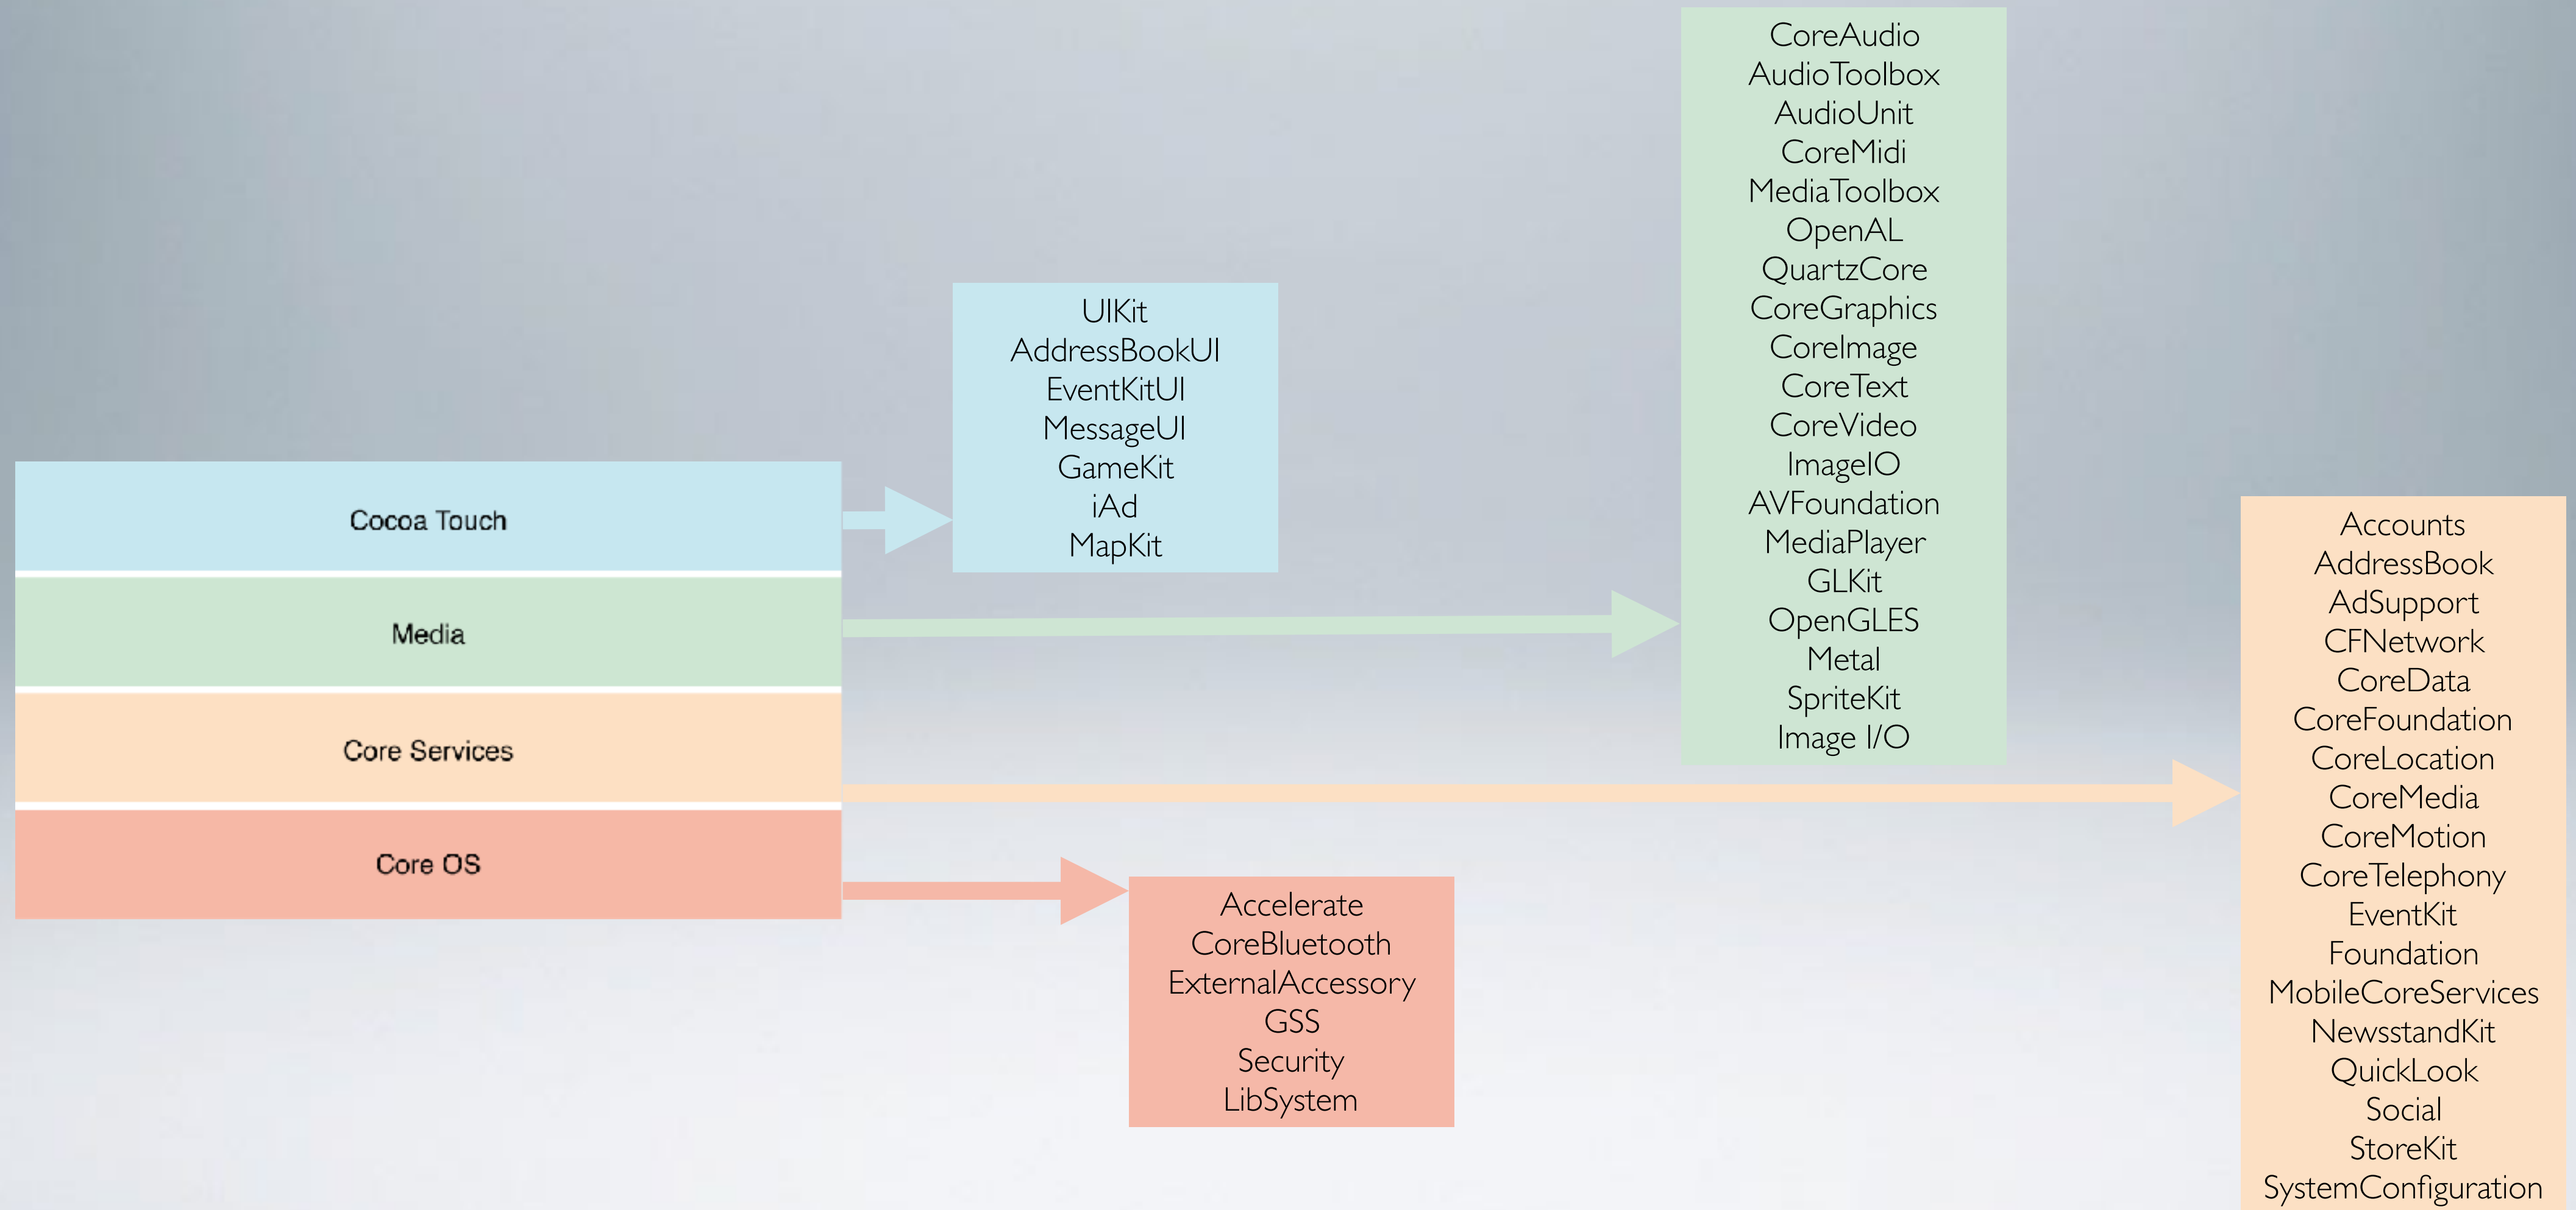 Cocoa Touch
Media
Core Services
Core OS
UIKit
AddressBookUI
EventKitUI
MessageUI
GameKit
iAd
MapKit
CoreAudio
AudioToolbox
AudioUnit
CoreMidi
MediaToolbox
OpenAL
QuartzCore
CoreGraphics
CoreImage
CoreText
CoreVideo
ImageIO
AVFoundation
MediaPlayer
GLKit
OpenGLES
Metal
SpriteKit
Image I/O
Accounts
AddressBook
AdSupport
CFNetwork
CoreData
CoreFoundation
CoreLocation
CoreMedia
CoreMotion
CoreTelephony
EventKit
Foundation
MobileCoreServices
NewsstandKit
QuickLook
Social
StoreKit
SystemConfiguration
Accelerate
CoreBluetooth
ExternalAccessory
GSS
Security
LibSystem